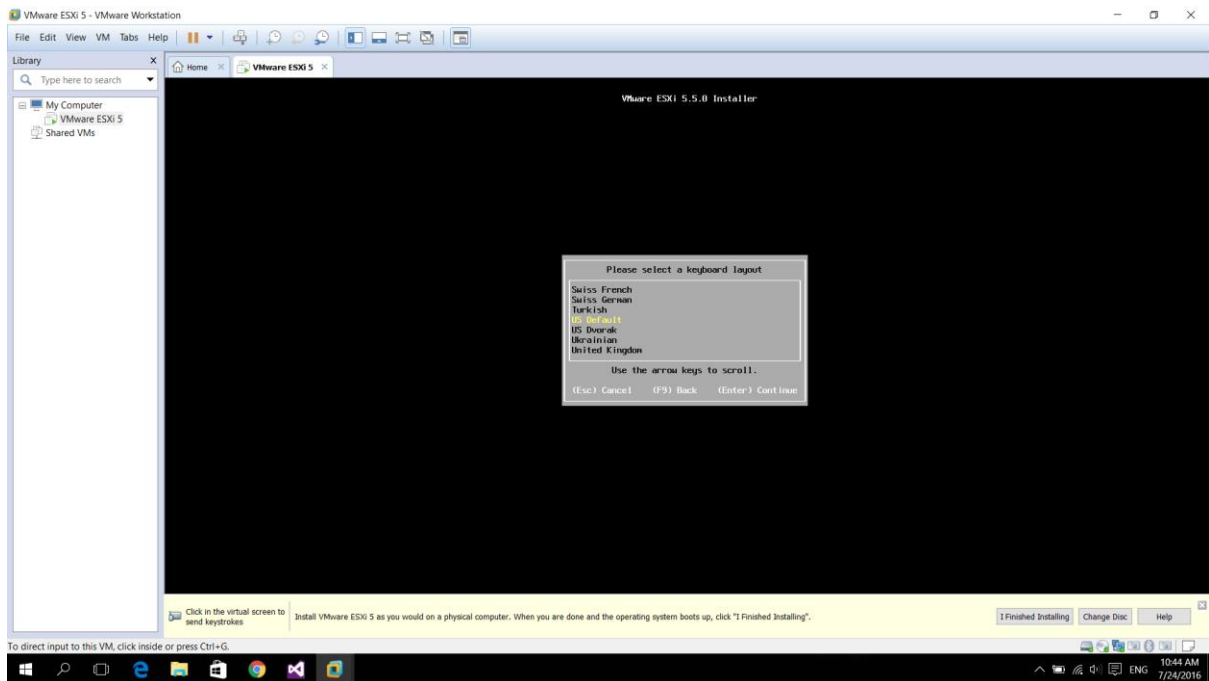 VMware ESXi 5 - VMware Workstation
File Edit View VM Tabs Help
Library X
Type here to search
Home VMware ESXi 5
My Computer
VMware ESXi 5
Shared VMs
VMware ESXi 5.5.0 Installer
Please select a keyboard layout
Swiss French
Swiss German
Turkish
US Default
US Dvorak
Ukrainian
United Kingdom
Use the arrow keys to scroll.
(Esc) Cancel (F9) Back (Enter) Continue
Click in the virtual screen to
send keystrokes
Install VMware ESXi 5 as you would on a physical computer. When you are done and the operating system boots up, click "I Finished Installing".
I Finished Installing Change Disc Help
To direct input to this VM, click inside or press Ctrl+G.
ENG
10:44 AM
7/24/2016